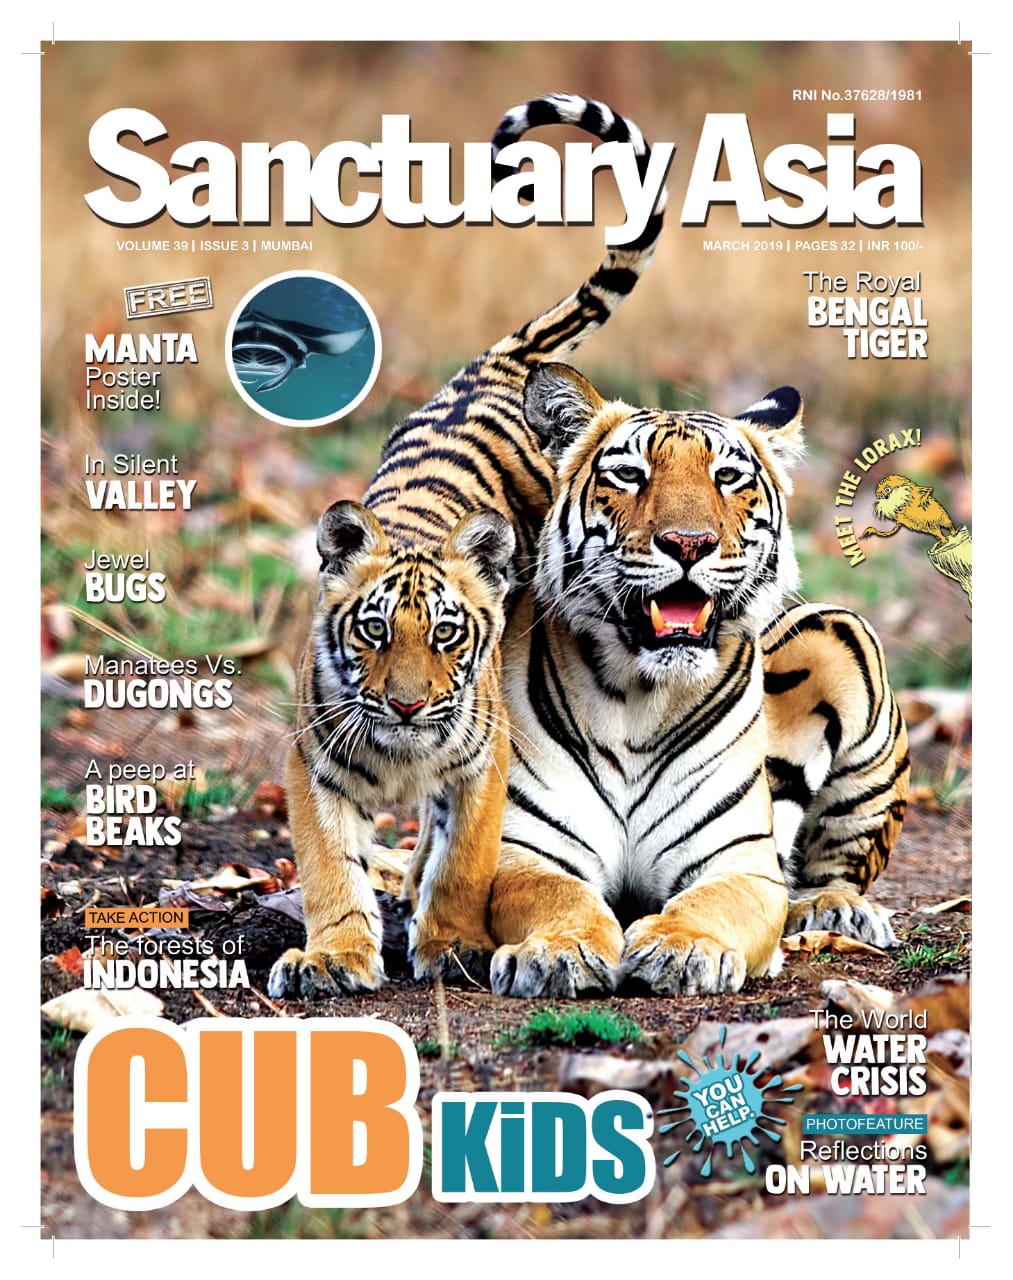 RNI No.37628/1981
Sanctuary Asia
VOLUME 39 | ISSUE 3 | MUMBAI
MARCH 2019 | PAGES 32 | INR 100/-
FREE
MANTA
Poster
Inside!
In Silent
VALLEY
Jewel
BUGS
Manatees Vs.
DUGONGS
A peep at
BIRD
BEAKS
TAKE ACTION
The forests of
INDONESIA
The Royal
BENGAL
TIGER
MEET THE LORAX!
The World
WATER
CRISIS
YOU
CAN
HELP.
PHOTOFEATURE
Reflections
ON WATER
CUB
KiDS